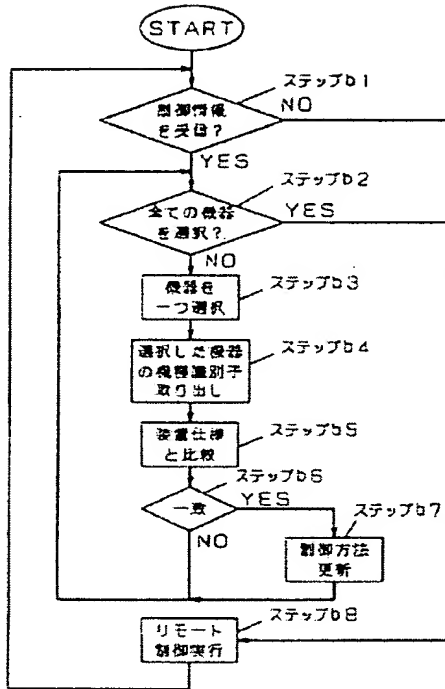 START
ステップb1
制御情報
を受信?
NO
YES
ステップb2
全ての機器
を選択?
YES
NO
ステップb3
機器を
一つ選択
ステップb4
選択した機器
の機種識別子
取り出し
ステップb5
装置仕様
と比較
ステップb6
一致
YES
NO
ステップb7
制御方法
更新
ステップb8
リモート
制御実行